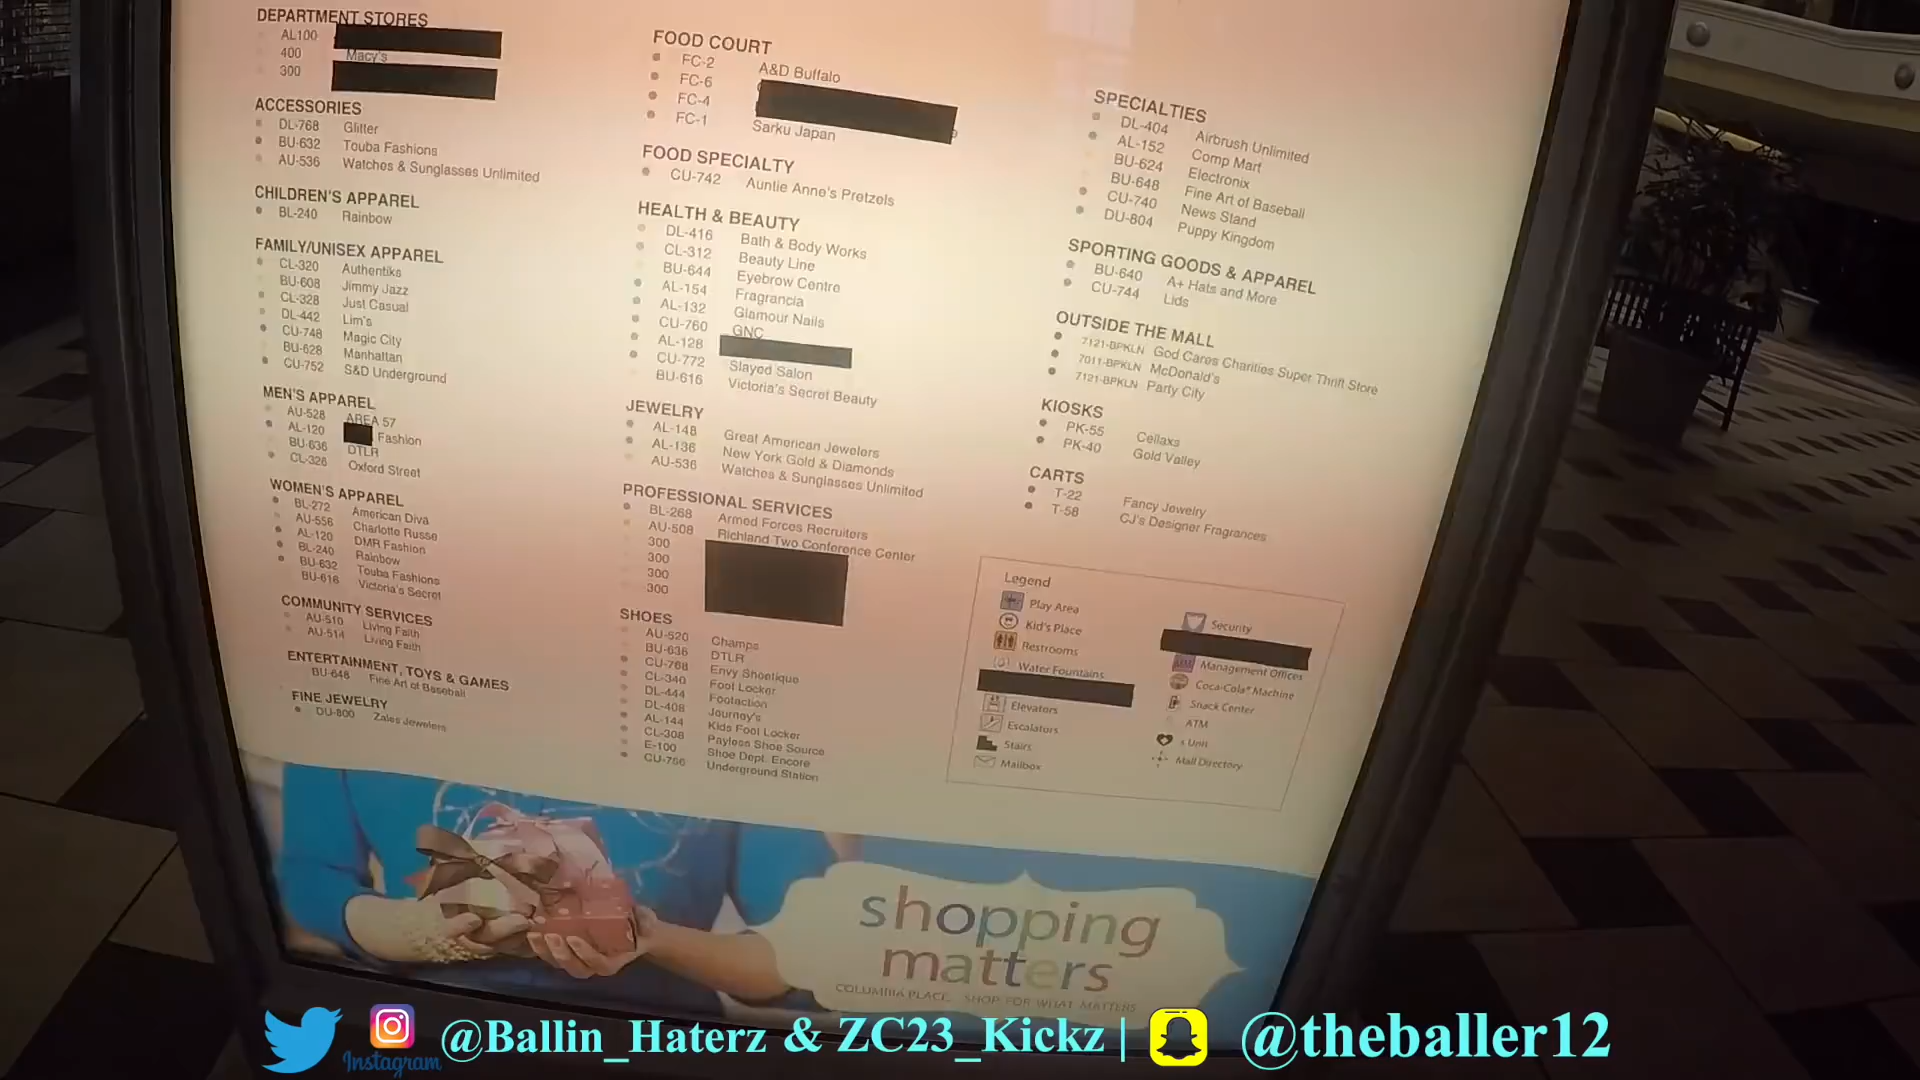 DEPARTMENT STORES
AL100
400 Macy's
300
ACCESSORIES
DL-768 Glitter
BU-632 Touba Fashions
AU-536 Watches & Sunglasses Unlimited
CHILDREN'S APPAREL
BL-240 Rainbow
FAMILY/UNISEX APPAREL
CL-320 Authentiks
BU-608 Jimmy Jazz
CL-328 Just Casual
DL-442 Lim's
CU-748 Magic City
BU-628 Manhattan
CU-752 S&D Underground
MEN'S APPAREL
AU-528 AREA 57
AL-120 Fashion
BU-636 DTLR
CL-326 Oxford Street
WOMEN'S APPAREL
BL-272 American Diva
AU-556 Charlotte Russe
AL-120 DMR Fashion
BL-240 Rainbow
BU-632 Touba Fashions
BU-616 Victoria's Secret
COMMUNITY SERVICES
AU-510 Living Faith
AU-514 Living Faith
ENTERTAINMENT, TOYS & GAMES
BU-648 Fine Art of Baseball
FINE JEWELRY
DU-800 Zales Jewelers
FOOD COURT
FC-2 A&D Buffalo
FC-6
FC-4
FC-1 Sarku Japan
FOOD SPECIALTY
CU-742 Auntie Anne's Pretzels
HEALTH & BEAUTY
DL-416 Bath & Body Works
CL-312 Beauty Line
BU-644 Eyebrow Centre
AL-154 Fragrancia
AL-132 Glamour Nails
CU-760 GNC
AL-128
CU-772 Slayed Salon
BU-616 Victoria's Secret Beauty
JEWELRY
AL-148 Great American Jewelers
AL-136 New York Gold & Diamonds
AU-536 Watches & Sunglasses Unlimited
PROFESSIONAL SERVICES
BL-268 Armed Forces Recruiters
AU-508 Richland Two Conference Center
300
300
300
300
SHOES
AU-520 Champs
BU-636 DTLR
CU-768 Envy Shoetique
CL-340 Foot Locker
DL-444 Footaction
DL-408 Journey's
AL-144 Kids Foot Locker
CL-308 Payless Shoe Source
E-100 Shoe Dept. Encore
CU-756 Underground Station
SPECIALTIES
DL-404 Airbrush Unlimited
AL-152 Comp Mart
BU-624 Electronix
BU-648 Fine Art of Baseball
CU-740 News Stand
DU-804 Puppy Kingdom
SPORTING GOODS & APPAREL
BU-640 A+ Hats and More
CU-744 Lids
OUTSIDE THE MALL
7121-BPKLN God Cares Charities Super Thrift Store
7011-BPKLN McDonald's
7121-BPKLN Party City
KIOSKS
PK-55 Cellaxs
PK-40 Gold Valley
CARTS
T-22 Fancy Jewelry
T-58 CJ's Designer Fragrances
Legend
Play Area
Kid's Place
Restrooms
Water Fountains
Elevators
Escalators
Stairs
Mailbox
Security
Management Offices
Coca-Cola® Machine
Snack Center
ATM
Mall Directory
shopping
matters
COLUMBIA PLACE. SHOP FOR WHAT MATTERS
Instagram @Ballin_Haterz & ZC23_Kickz | @theballer12